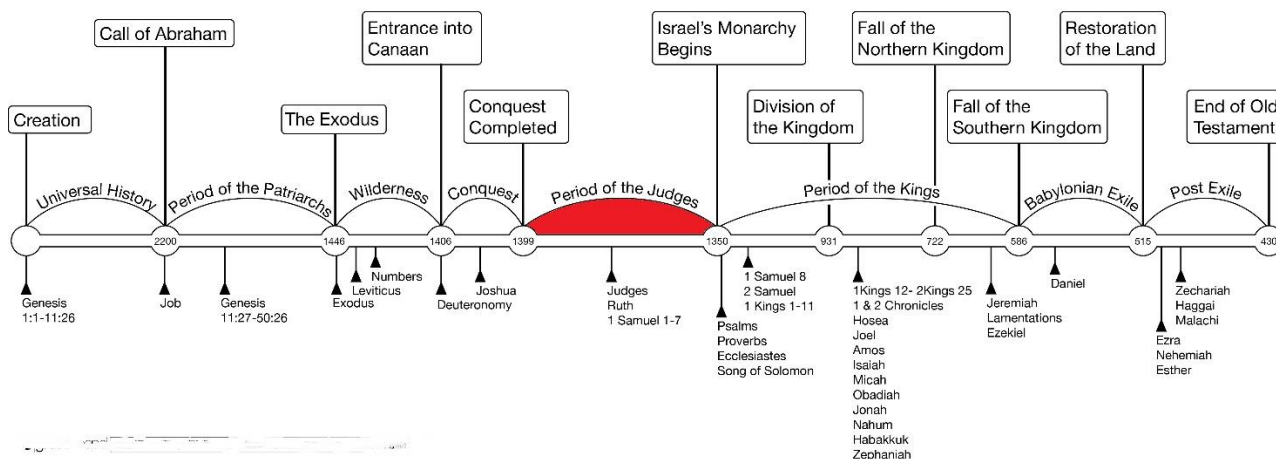 Call of Abraham
Entrance into
Canaan
Israel's Monarchy
Begins
Fall of the
Northern Kingdom
Restoration
of the Land
Creation
The Exodus
Conquest
Completed
Division of
the Kingdom
Fall of the
Southern Kingdom
End of Old
Testament
Universal History
Period of the Patriarchs
Wilderness
Conquest
Period of the Judges
Period of the Kings
Babylonian Exile
Post Exile
2200
1446
1406
1399
1350
931
722
586
515
430
Genesis
1:1-11:26
Job
Genesis
11:27-50:26
Exodus
Leviticus
Numbers
Deuteronomy
Joshua
Judges
Ruth
1 Samuel 1-7
Psalms
Proverbs
Ecclesiastes
Song of Solomon
1 Samuel 8
2 Samuel
1 Kings 1-11
1Kings 12- 2Kings 25
1 & 2 Chronicles
Hosea
Joel
Amos
Isaiah
Micah
Obadiah
Jonah
Nahum
Habakkuk
Zephaniah
Jeremiah
Lamentations
Ezekiel
Daniel
Ezra
Nehemiah
Esther
Zechariah
Haggai
Malachi